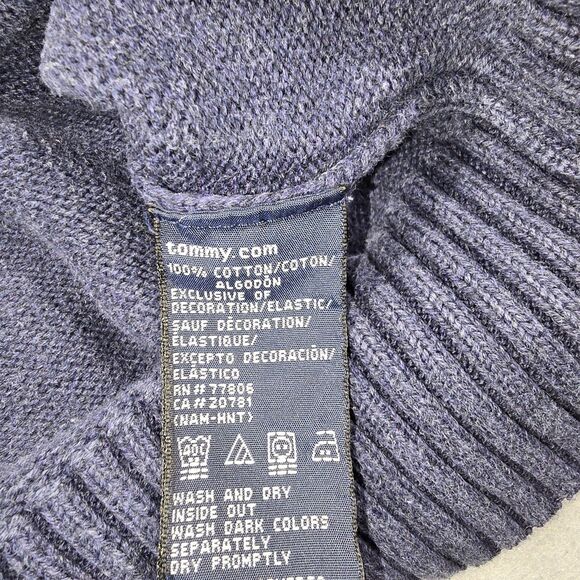 tommy.com
100% COTTON/COTON/
ALGODÓN
EXCLUSIVE OF
DECORATION/ELASTIC/
SAUF DÉCORATION/
ÉLASTIQUE/
EXCEPTO DECORACIÓN/
ELÁSTICO
RN#77806
CA#20781
(NAM-HNT)
40C
WASH AND DRY
INSIDE OUT
WASH DARK COLORS
SEPARATELY
DRY PROMPTLY